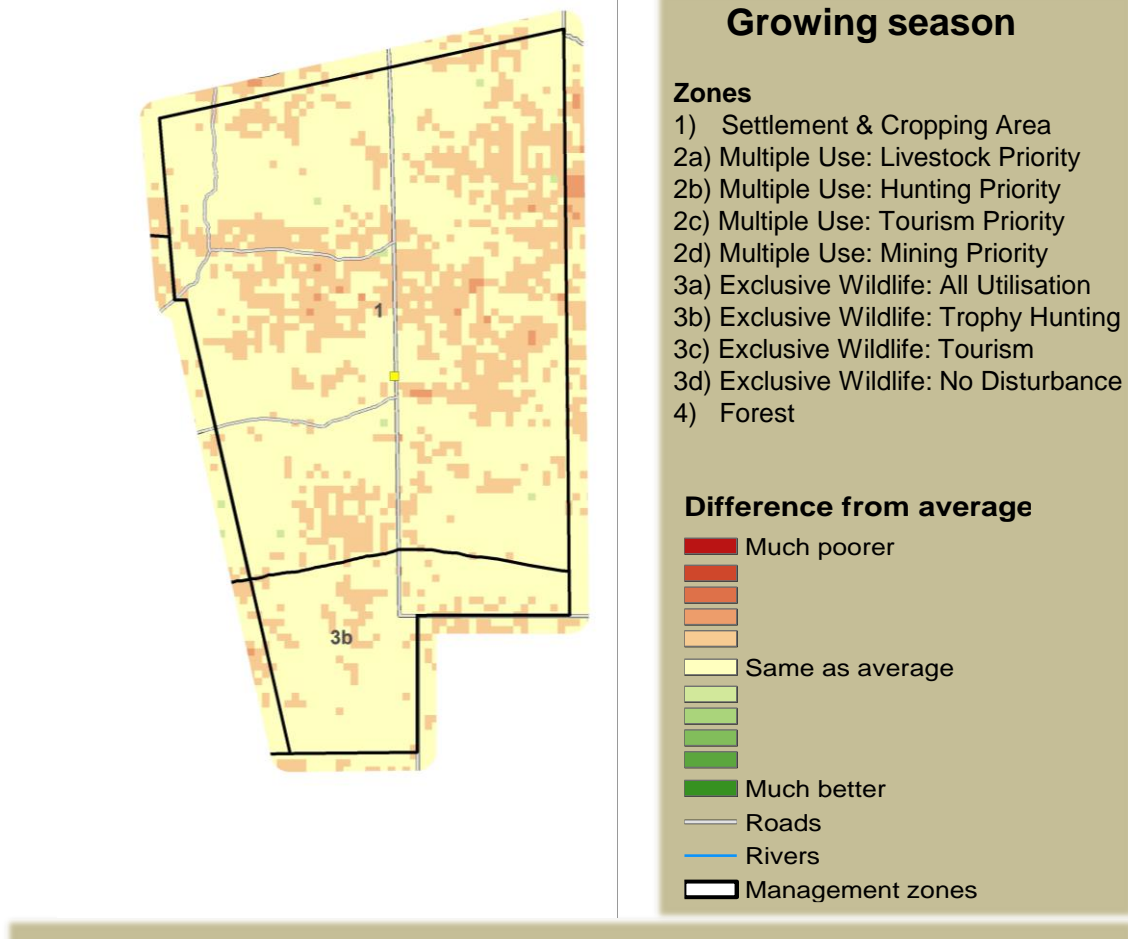 1
3b
Growing season
Zones
1) Settlement & Cropping Area
2a) Multiple Use: Livestock Priority
2b) Multiple Use: Hunting Priority
2c) Multiple Use: Tourism Priority
2d) Multiple Use: Mining Priority
3a) Exclusive Wildlife: All Utilisation
3b) Exclusive Wildlife: Trophy Hunting
3c) Exclusive Wildlife: Tourism
3d) Exclusive Wildlife: No Disturbance
4) Forest
Difference from average
Much poorer
Same as average
Much better
Roads
Rivers
Management zones